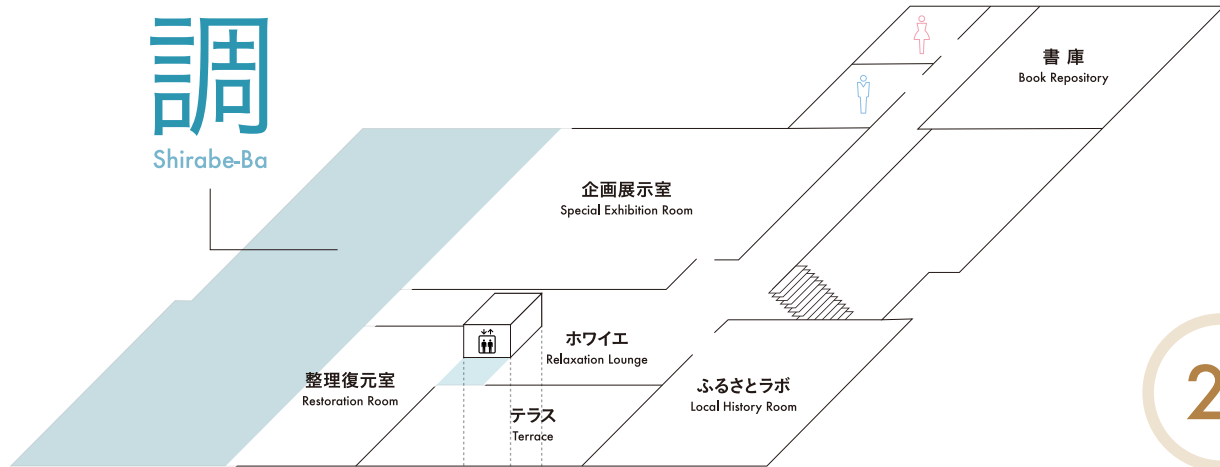 調
Shirabe-Ba
書庫
Book Repository
企画展示室
Special Exhibition Room
ホワイエ
Relaxation Lounge
整理復元室
Restoration Room
ふるさとラボ
Local History Room
テラス
Terrace
2